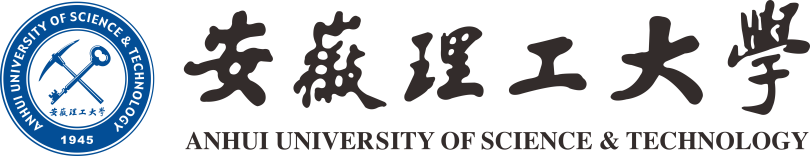 ANHUI UNIVERSITY OF SCIENCE & TECHNOLOGY
安徽理工大學
1945
安徽理工大學
ANHUI UNIVERSITY OF SCIENCE & TECHNOLOGY